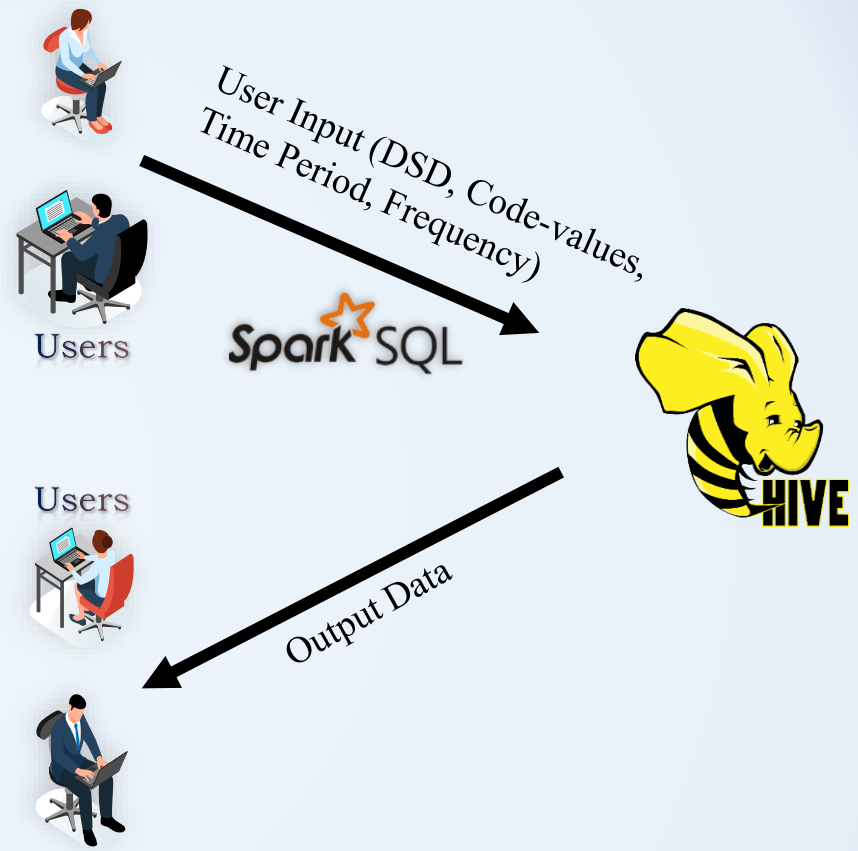 User Input (DSD, Code-values,
Time Period, Frequency)
Users
Spark SQL
HIVE
Users
Output Data